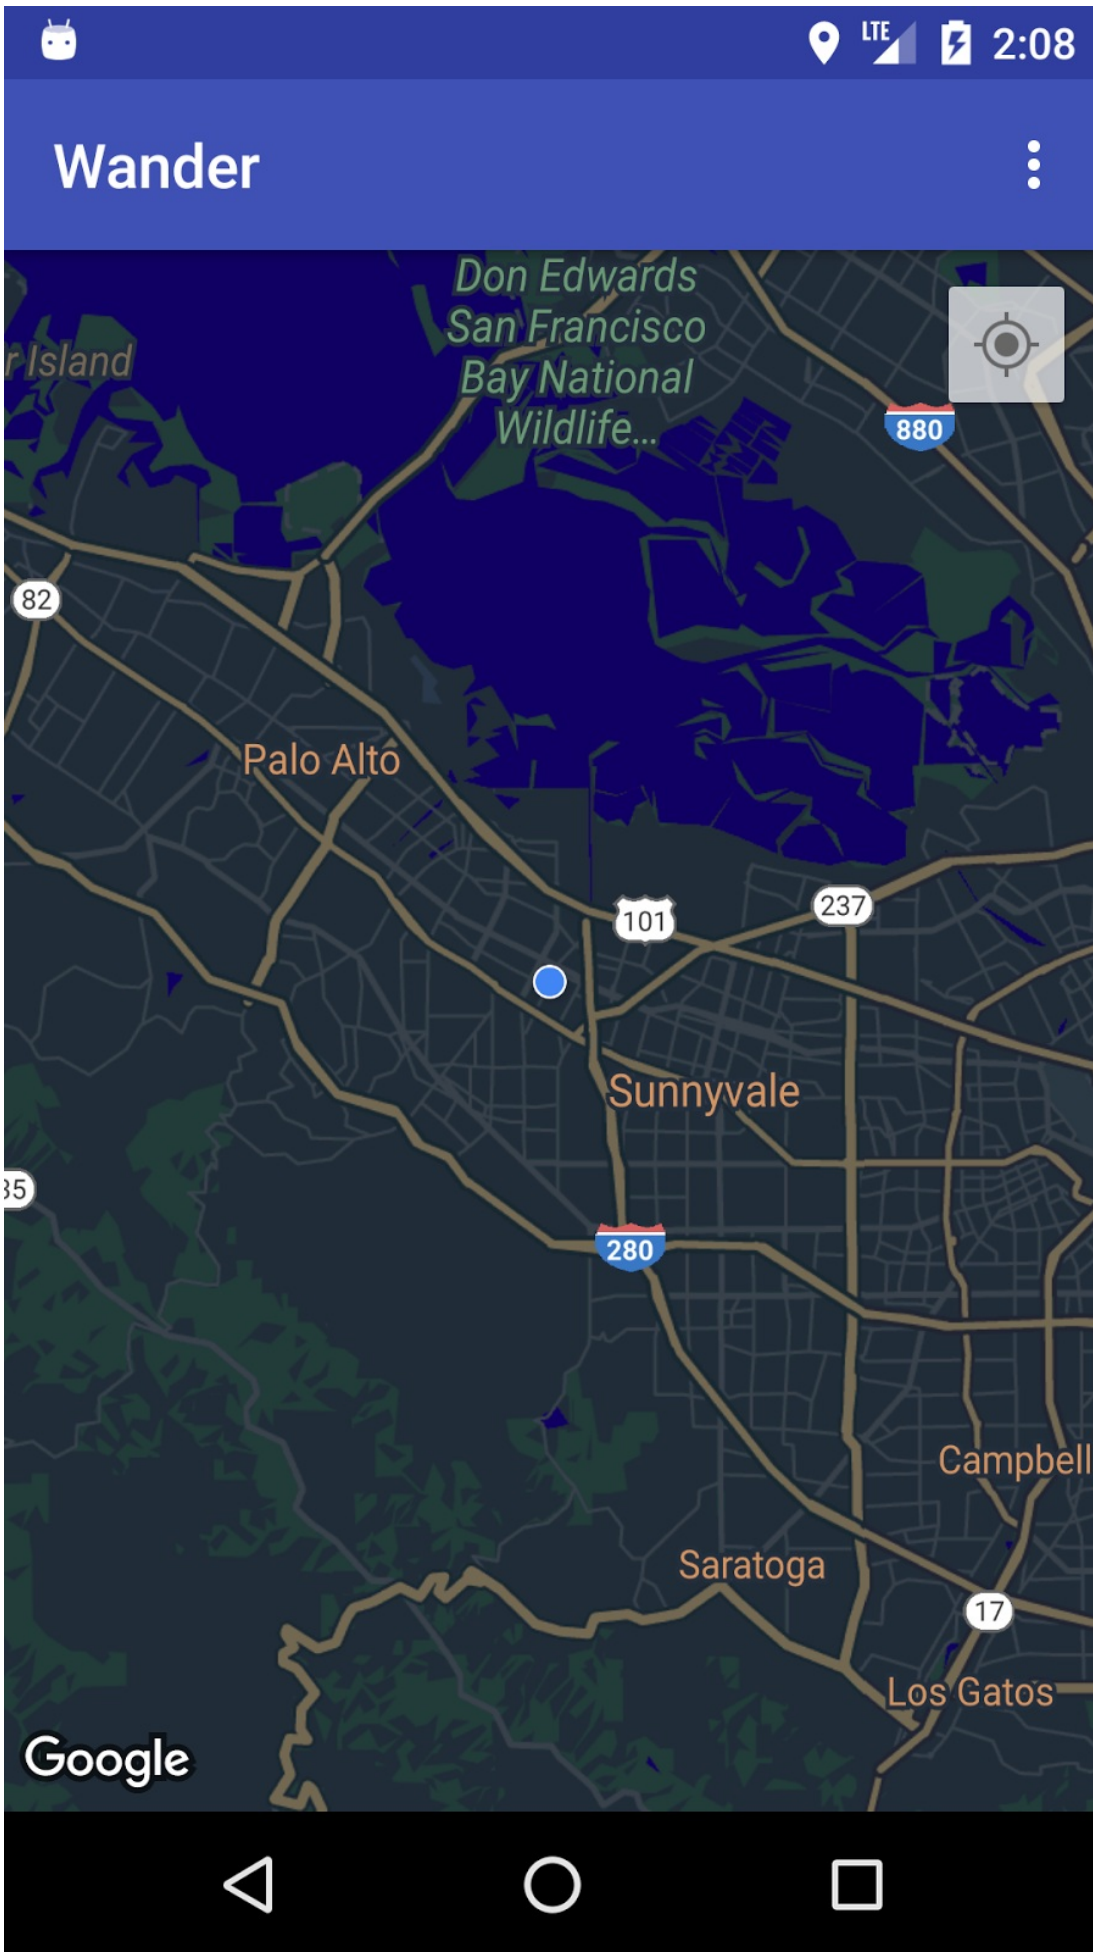 LTE 2:08
Wander
Don Edwards
San Francisco
Bay National
Wildlife...
r Island
880
82
Palo Alto
101
237
Sunnyvale
35
280
Campbell
Saratoga
17
Los Gatos
Google